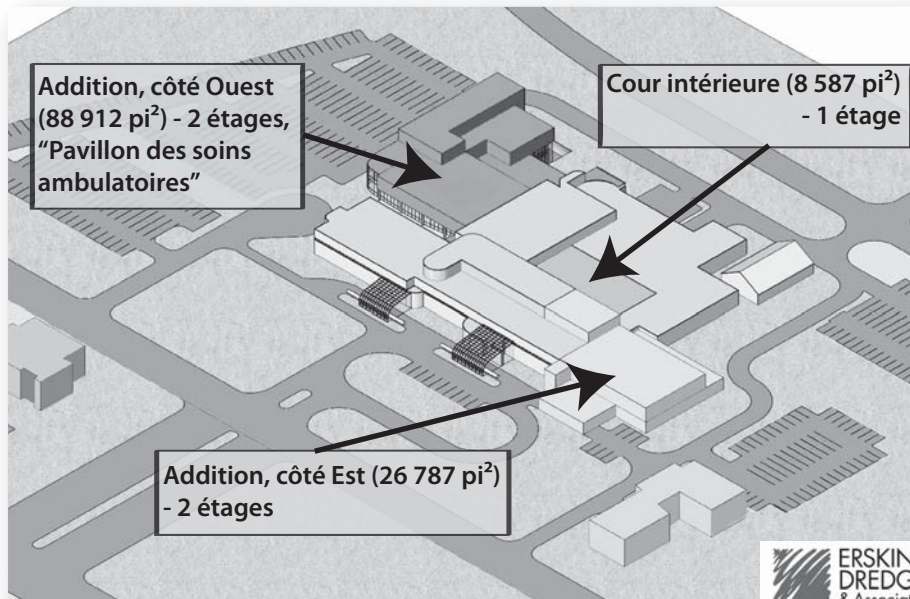 Addition, côté Ouest
(88 912 pi²) - 2 étages,
“Pavillon des soins
ambulatoires”
Cour intérieure (8 587 pi²)
- 1 étage
Addition, côté Est (26 787 pi²)
- 2 étages
ERSKIN
DREDG
& Associat